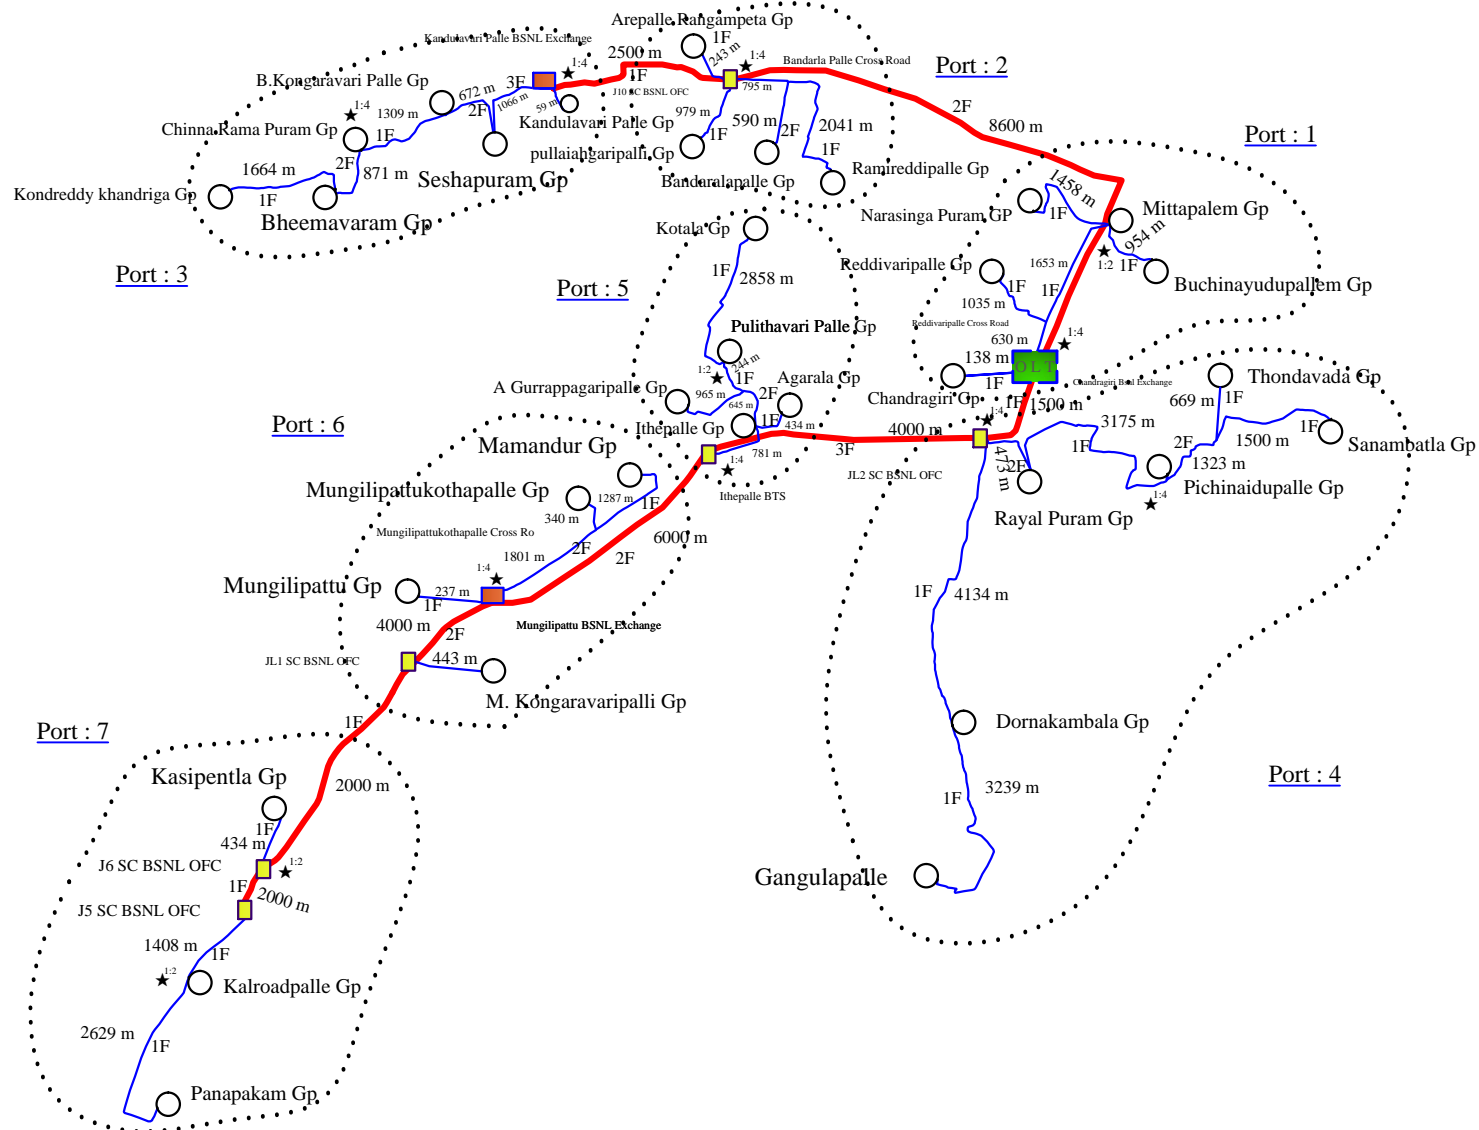 Arepalle Rangampeta Gp
1F
243 m
1:4
Kandulavari Palle BSNL Exchange
2500 m
1F
Bandarla Palle Cross Road
Port : 2
B.Kongaravari Palle Gp
672 m
3F
1:4
1066 m
59 m
2F
J10 SC BSNL OFC
795 m
979 m
1F
590 m
2F
2041 m
1F
2F
8600 m
1:4
1309 m
1F
Chinna Rama Puram Gp
Kandulavari Palle Gp
pullaiahgaripalli Gp
Port : 1
1664 m
2F
871 m
1F
Kondreddy khandriga Gp
Seshapuram Gp
Bandaralapalle Gp
Ramireddipalle Gp
Bheemavaram Gp
1458 m
1F
Narasinga Puram GP
Mittapalem Gp
954 m
1F
1:2
Buchinayudupallem Gp
Kotala Gp
Port : 3
Port : 5
1F
2858 m
Reddivaripalle Gp
1F
1035 m
1653 m
1F
Reddivaripalle Cross Road
630 m
1:4
Pulithavari Palle Gp
244 m
1:2
1F
138 m
1F
O L T
Chandragiri Bsnl Exchange
Chandragiri Gp
1F
1500 m
A Gurrappagaripalle Gp
965 m
645 m
2F
Agarala Gp
Ithepalle Gp
1F
434 m
781 m
1:4
Ithepalle BTS
Thondavada Gp
669 m
1F
1500 m
1F
Sanambatla Gp
3175 m
1F
2F
1323 m
Pichinaidupalle Gp
1:4
Port : 6
Mamandur Gp
4000 m
3F
1:4
JL2 SC BSNL OFC
473 m
2F
Rayal Puram Gp
Mungilipattukothapalle Gp
1287 m
1F
340 m
Mungilipattukothapalle Cross Ro
1801 m
2F
2F
6000 m
1:4
Mungilipattu Gp
237 m
1F
Mungilipattu BSNL Exchange
4000 m
2F
JL1 SC BSNL OFC
443 m
M. Kongaravaripalli Gp
1F
4134 m
Dornakambala Gp
1F
3239 m
Gangulapalle
Port : 4
Port : 7
1F
2000 m
Kasipentla Gp
1F
434 m
J6 SC BSNL OFC
1:2
1F
2000 m
J5 SC BSNL OFC
1408 m
1F
1:2
Kalroadpalle Gp
2629 m
1F
Panapakam Gp